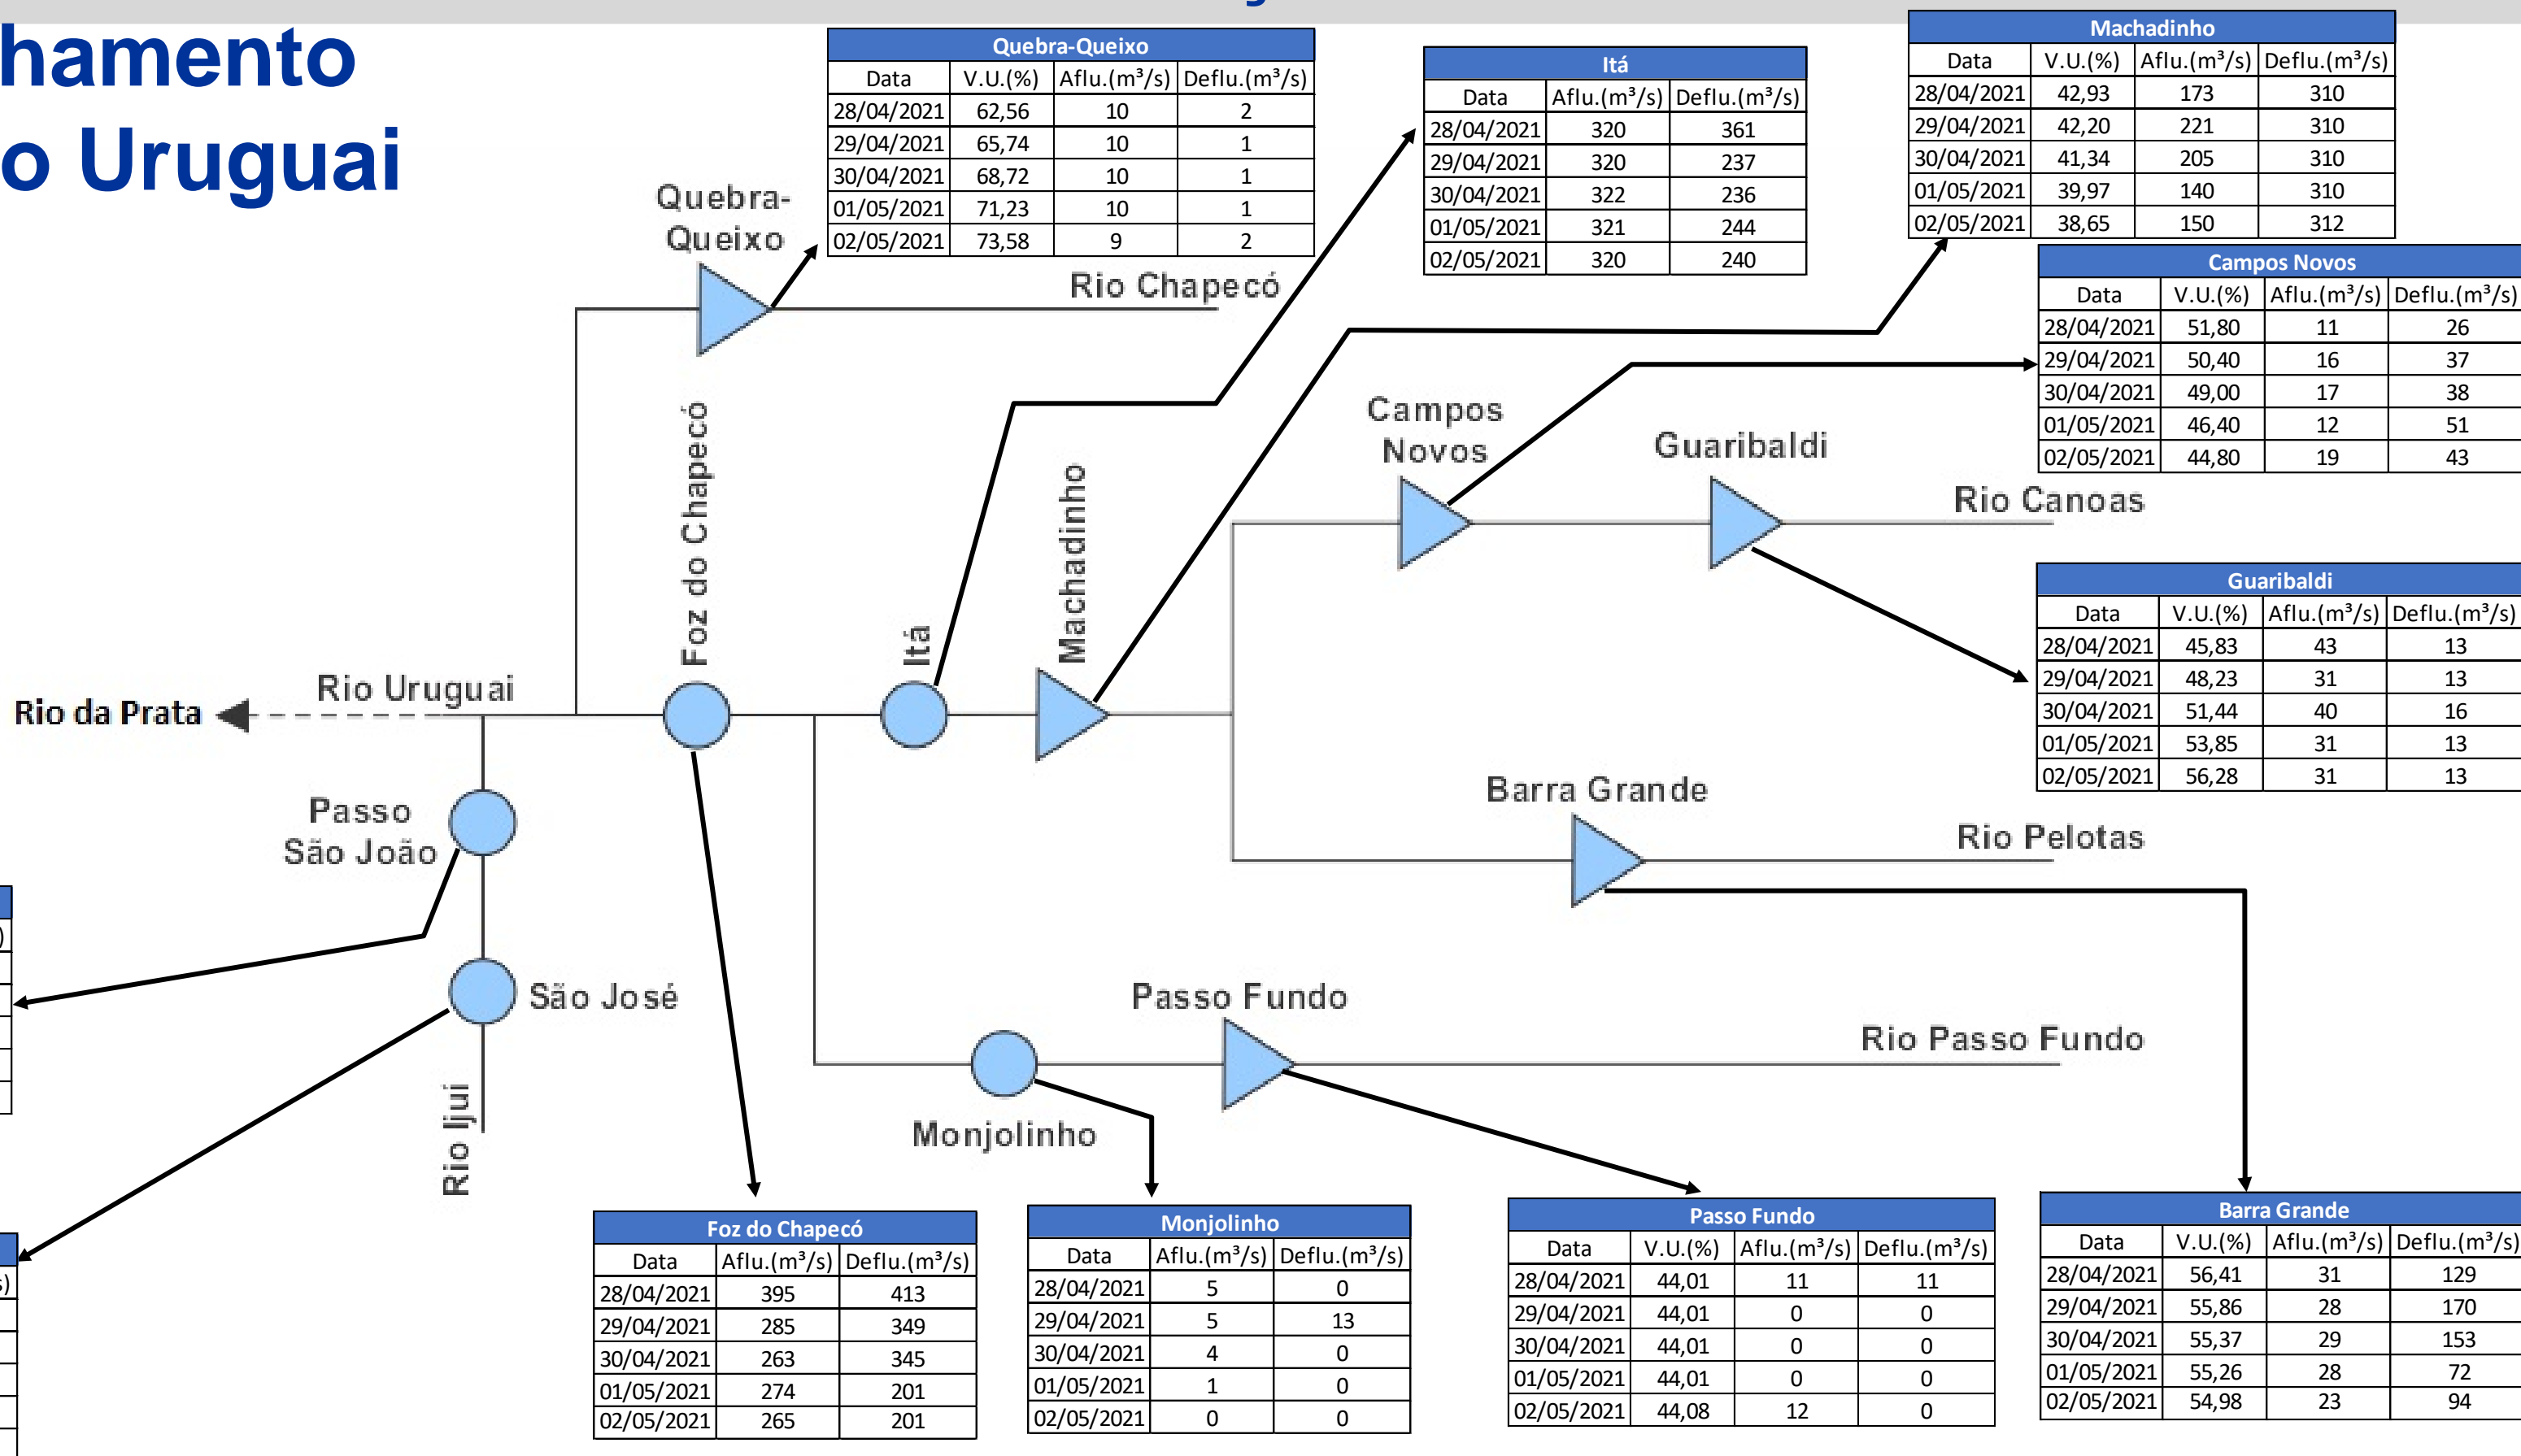 hamento
o Uruguai
Quebra-Queixo
Data V.U.(%) Aflu.(m³/s) Deflu.(m³/s)
28/04/2021 62,56 10 2
29/04/2021 65,74 10 1
30/04/2021 68,72 10 1
01/05/2021 71,23 10 1
02/05/2021 73,58 9 2
Itá
Data Aflu.(m³/s) Deflu.(m³/s)
28/04/2021 320 361
29/04/2021 320 237
30/04/2021 322 236
01/05/2021 321 244
02/05/2021 320 240
Machadinho
Data V.U.(%) Aflu.(m³/s) Deflu.(m³/s)
28/04/2021 42,93 173 310
29/04/2021 42,20 221 310
30/04/2021 41,34 205 310
01/05/2021 39,97 140 310
02/05/2021 38,65 150 312
Campos Novos
Data V.U.(%) Aflu.(m³/s) Deflu.(m³/s)
28/04/2021 51,80 11 26
29/04/2021 50,40 16 37
30/04/2021 49,00 17 38
01/05/2021 46,40 12 51
02/05/2021 44,80 19 43
Quebra-
Queixo
Rio Chapecó
Foz do Chapecó
Itá
Machadinho
Campos
Novos
Guaribaldi
Rio Canoas
Guaribaldi
Data V.U.(%) Aflu.(m³/s) Deflu.(m³/s)
28/04/2021 45,83 43 13
29/04/2021 48,23 31 13
30/04/2021 51,44 40 16
01/05/2021 53,85 31 13
02/05/2021 56,28 31 13
Rio Uruguai
Rio da Prata
Passo
São João
Barra Grande
Rio Pelotas
São José
Passo Fundo
Rio Passo Fundo
Monjolinho
Rio Ijui
Foz do Chapecó
Data Aflu.(m³/s) Deflu.(m³/s)
28/04/2021 395 413
29/04/2021 285 349
30/04/2021 263 345
01/05/2021 274 201
02/05/2021 265 201
Monjolinho
Data Aflu.(m³/s) Deflu.(m³/s)
28/04/2021 5 0
29/04/2021 5 13
30/04/2021 4 0
01/05/2021 1 0
02/05/2021 0 0
Passo Fundo
Data V.U.(%) Aflu.(m³/s) Deflu.(m³/s)
28/04/2021 44,01 11 11
29/04/2021 44,01 0 0
30/04/2021 44,01 0 0
01/05/2021 44,01 0 0
02/05/2021 44,08 12 0
Barra Grande
Data V.U.(%) Aflu.(m³/s) Deflu.(m³/s)
28/04/2021 56,41 31 129
29/04/2021 55,86 28 170
30/04/2021 55,37 29 153
01/05/2021 55,26 28 72
02/05/2021 54,98 23 94